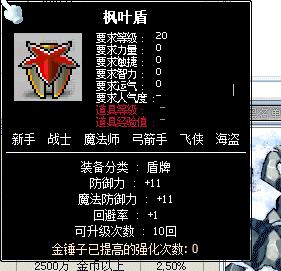 枫叶盾
要求等级: 20
要求力量: 0
要求敏捷: 0
要求智力: 0
要求运气: 0
要求人气度: -
道具等级: -
道具经验值: -
新手 战士 魔法师 弓箭手 飞侠 海盗
装备分类 : 盾牌
防御力 : +11
魔法防御力 : +11
回避率 : +1
可升级次数 : 10回
金锤子已提高的强化次数: 0
2500万 金币以上 2.50%